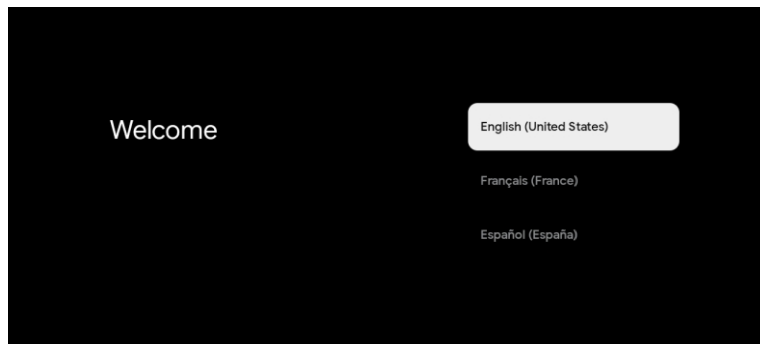 Welcome
English (United States)
Français (France)
Español (España)